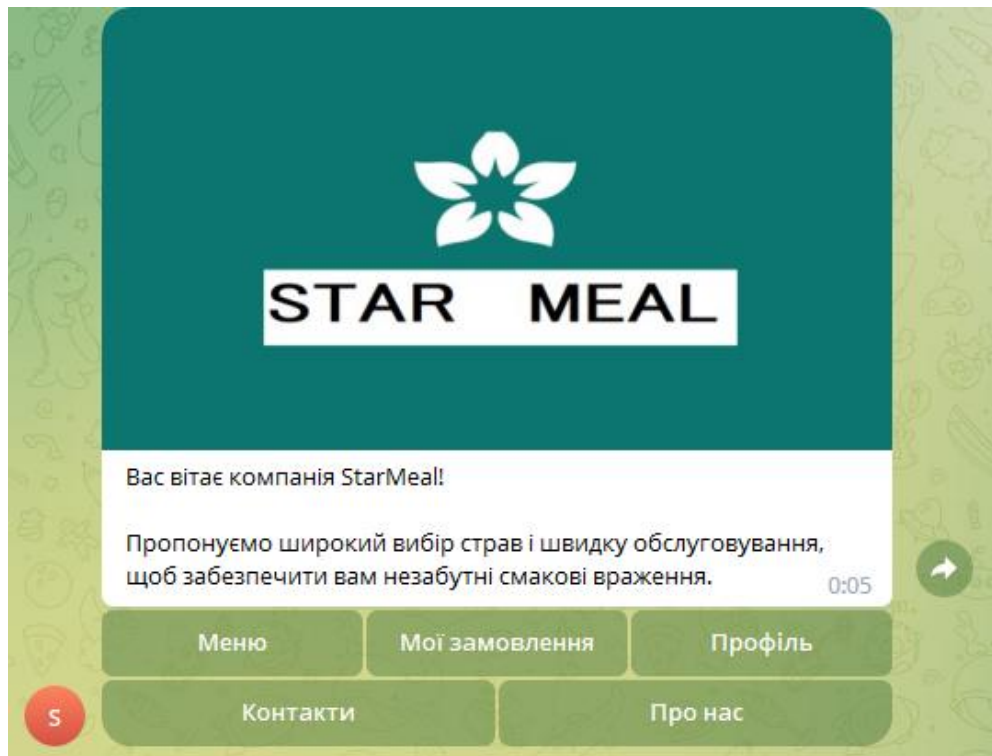 STAR MEAL
Вас вітає компанія StarMeal!
Пропонуємо широкий вибір страв і швидку обслуговування,
щоб забезпечити вам незабутні смакові враження.
0:05
Меню Мої замовлення Профіль
S Контакти Про нас